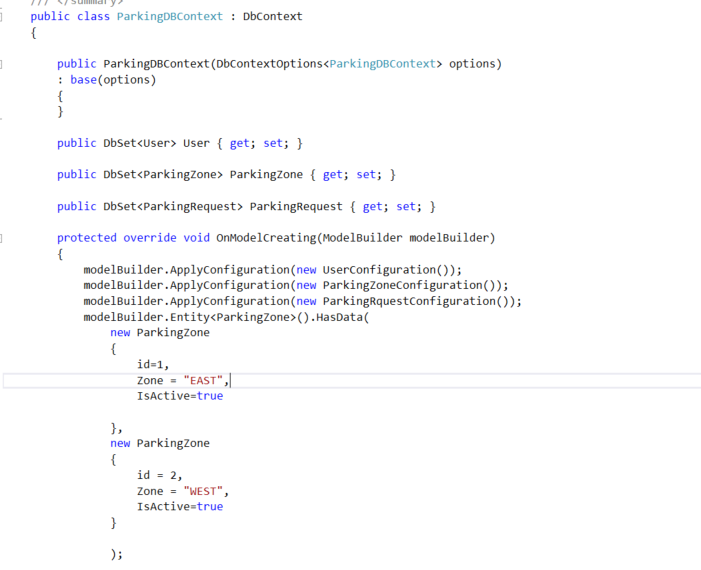 /// </summary>
public class ParkingDBContext : DbContext
{
public ParkingDBContext(DbContextOptions<ParkingDBContext> options)
: base(options)
{
}
public DbSet<User> User { get; set; }
public DbSet<ParkingZone> ParkingZone { get; set; }
public DbSet<ParkingRequest> ParkingRequest { get; set; }
protected override void OnModelCreating(ModelBuilder modelBuilder)
{
modelBuilder.ApplyConfiguration(new UserConfiguration());
modelBuilder.ApplyConfiguration(new ParkingZoneConfiguration());
modelBuilder.ApplyConfiguration(new ParkingRquestConfiguration());
modelBuilder.Entity<ParkingZone>().HasData(
new ParkingZone
{
id=1,
Zone = "EAST",
IsActive=true
},
new ParkingZone
{
id = 2,
Zone = "WEST",
IsActive=true
}
);